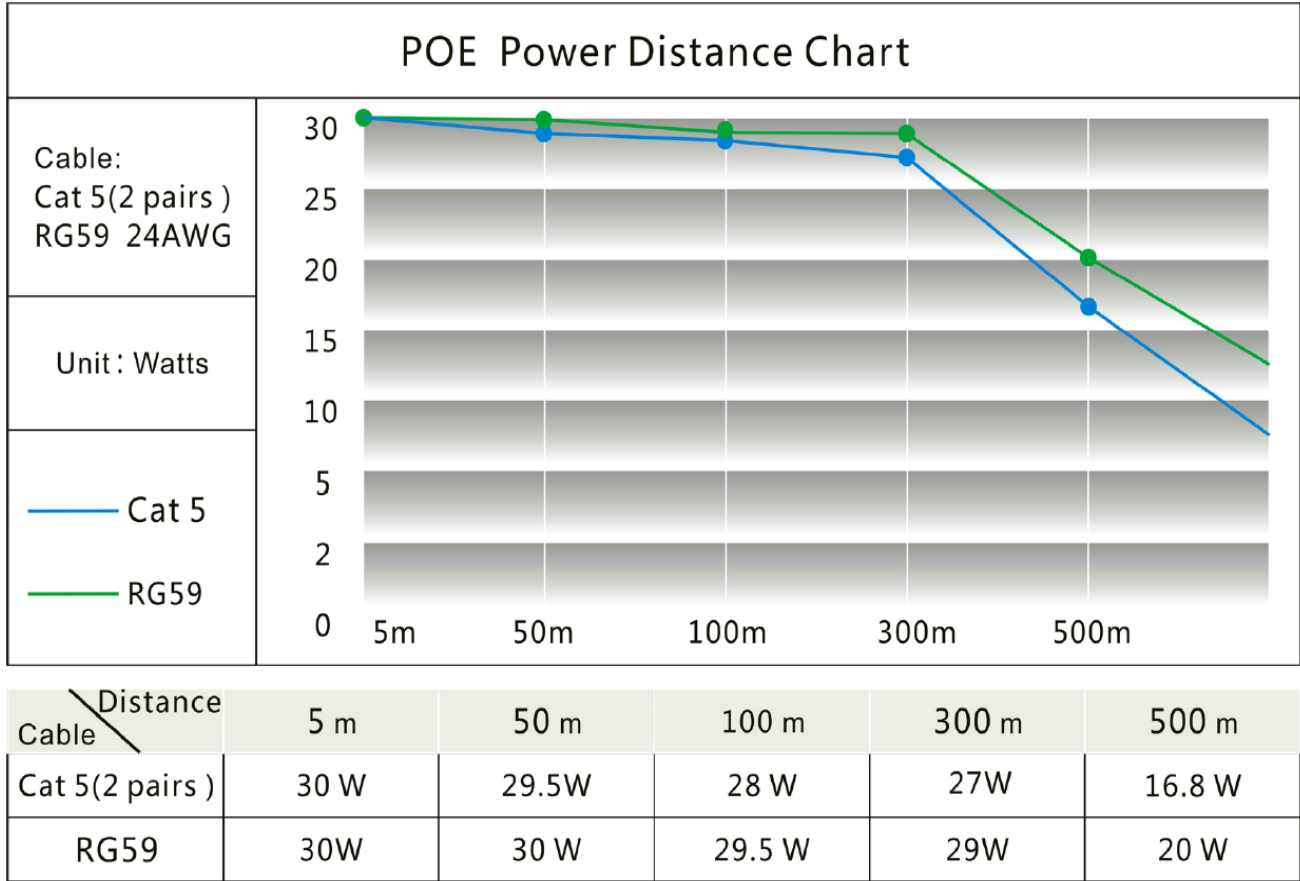 POE Power Distance Chart
Cable:
Cat 5(2 pairs )
RG59 24AWG
Unit: Watts
Cat 5
RG59
30
25
20
15
10
5
2
0
5m 50m 100m 300m 500m
Distance
Cable
5 m 50 m 100 m 300 m 500 m
Cat 5(2 pairs ) 30 W 29.5W 28 W 27W 16.8 W
RG59 30W 30 W 29.5 W 29W 20 W